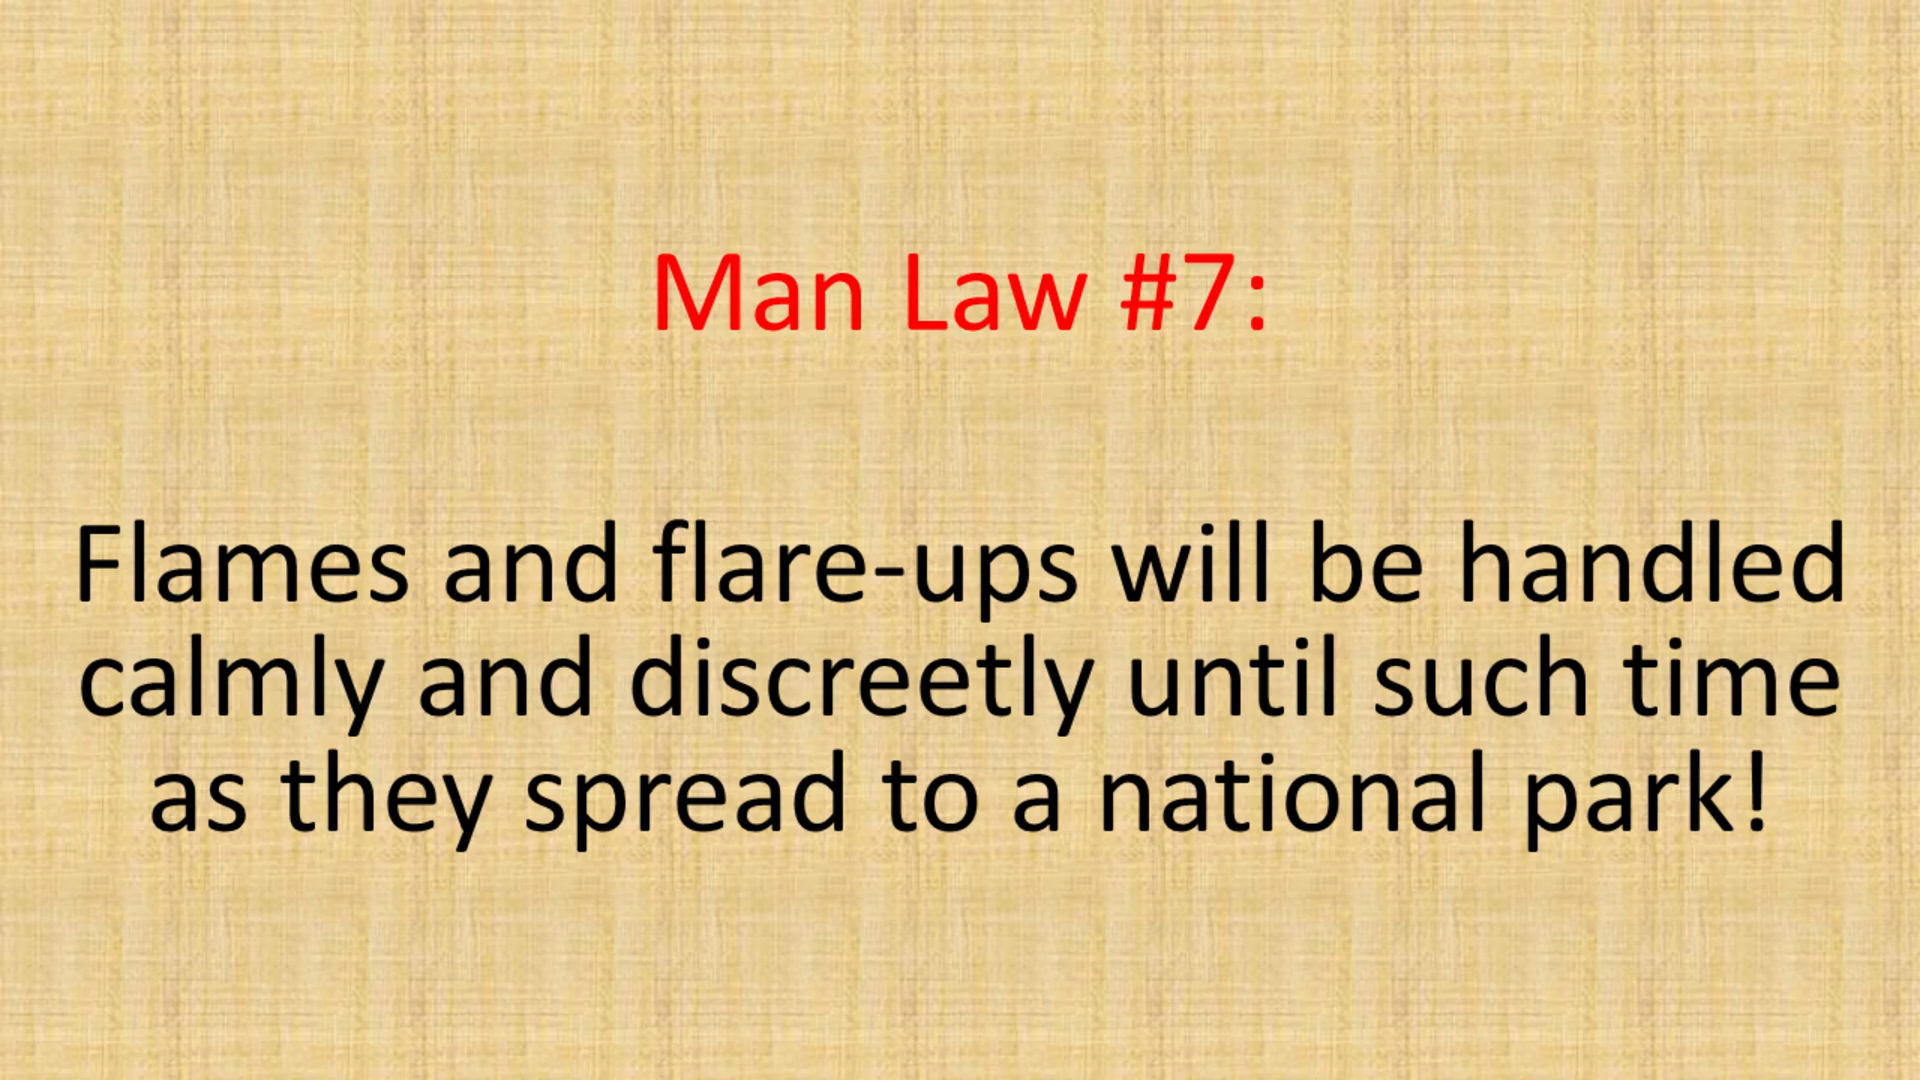 Man Law #7:
Flames and flare-ups will be handled
calmly and discreetly until such time
as they spread to a national park!